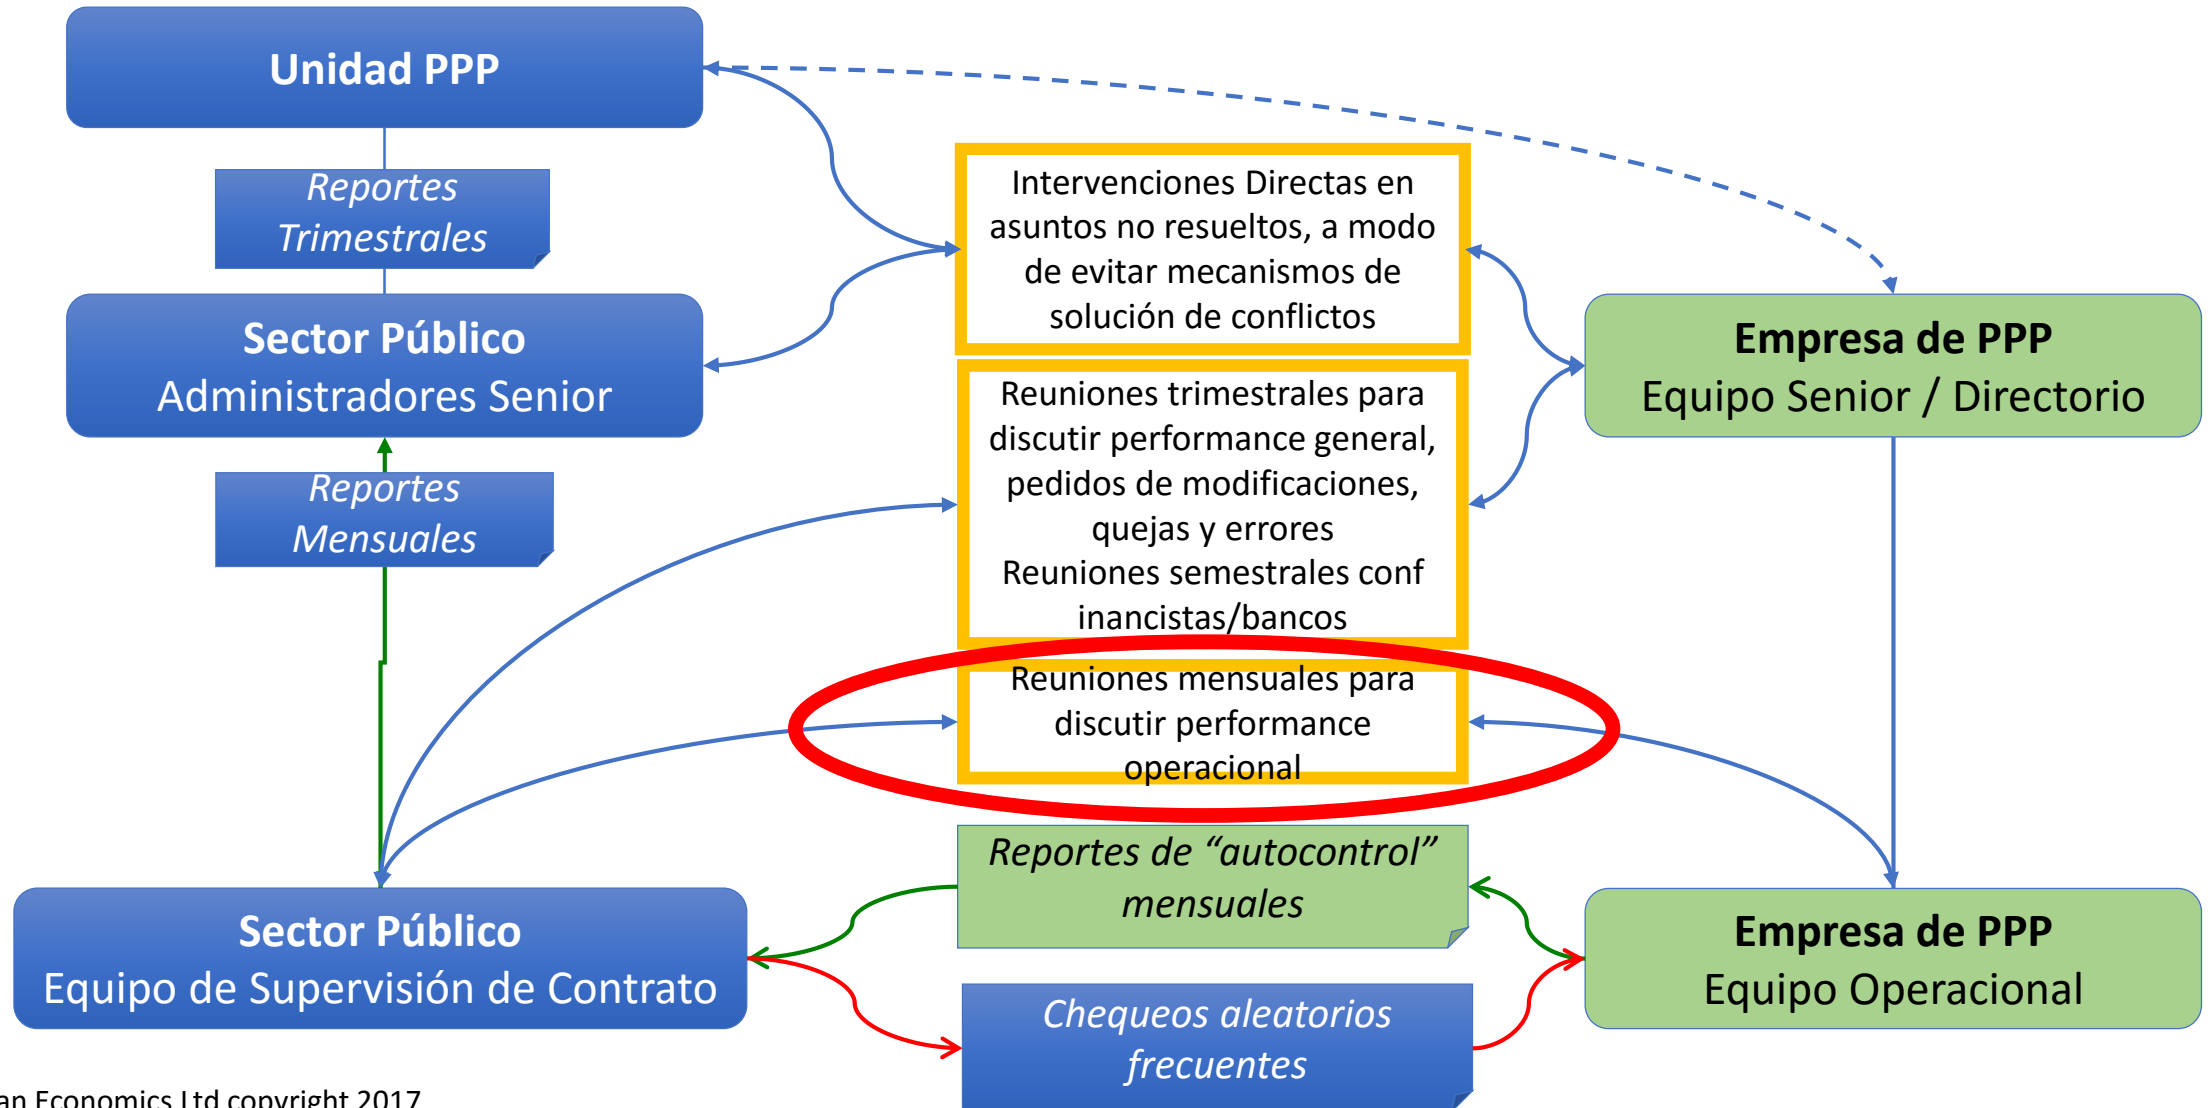 Unidad PPP
Reportes
Trimestrales
Sector Público
Administradores Senior
Reportes
Mensuales
Intervenciones Directas en
asuntos no resueltos, a modo
de evitar mecanismos de
solución de conflictos
Empresa de PPP
Equipo Senior / Directorio
Reuniones trimestrales para
discutir performance general,
pedidos de modificaciones,
quejas y errores
Reuniones semestrales conf
inancistas/bancos
Reuniones mensuales para
discutir performance
operacional
Reportes de “autocontrol”
mensuales
Sector Público
Equipo de Supervisión de Contrato
Empresa de PPP
Equipo Operacional
Chequeos aleatorios
frecuentes
Economics Ltd copyright 2017